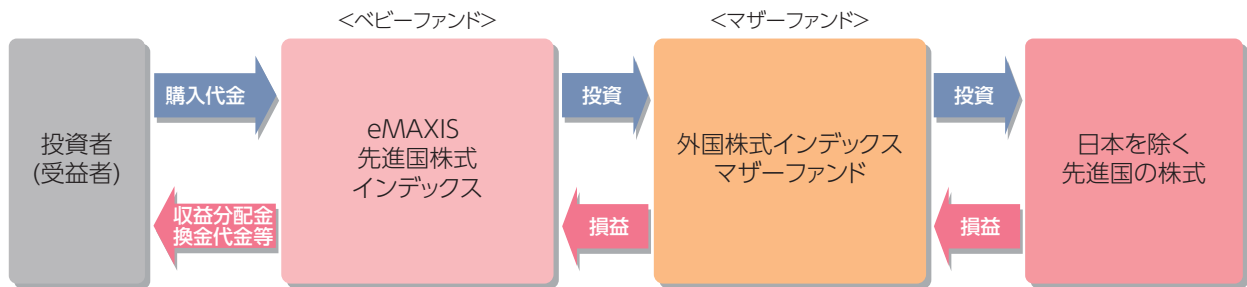 <ベビーファンド>
<マザーファンド>
投資者
(受益者)
購入代金
収益分配金
換金代金等
eMAXIS
先進国株式
インデックス
投資
損益
外国株式インデックス
マザーファンド
投資
損益
日本を除く
先進国の株式